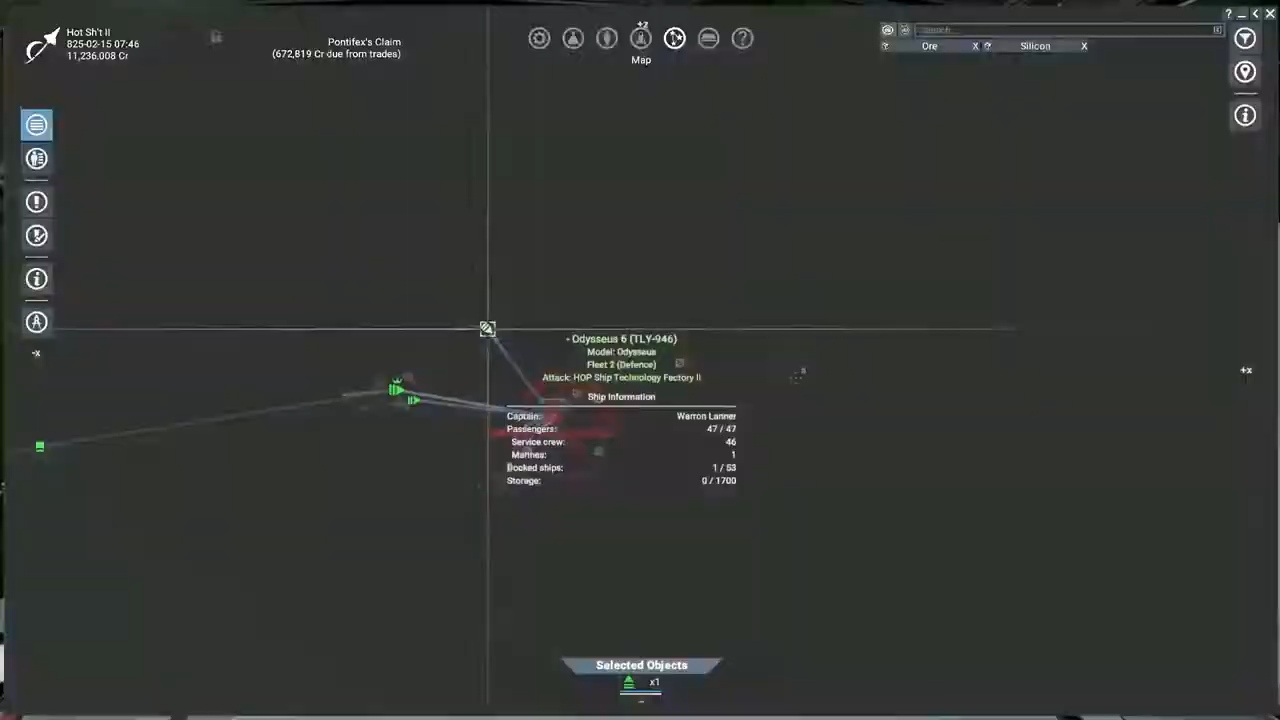 Hot Sh't II
825-02-15 07:46
11,236,008 Cr
Pontifex's Claim
(672,819 Cr due from trades)
+2
Map
Ore X
Silicon X
-x
+x
- Odysseus 6 (TLY-946)
Model: Odysseus
Fleet 2 (Defence)
Attack: HOP Ship Technology Factory II
Ship Information
Captain: Warron Lanner
Passengers: 47 / 47
Service crew: 46
Marines: 1
Docked ships: 1 / 53
Storage: 0 / 1700
Selected Objects
x1